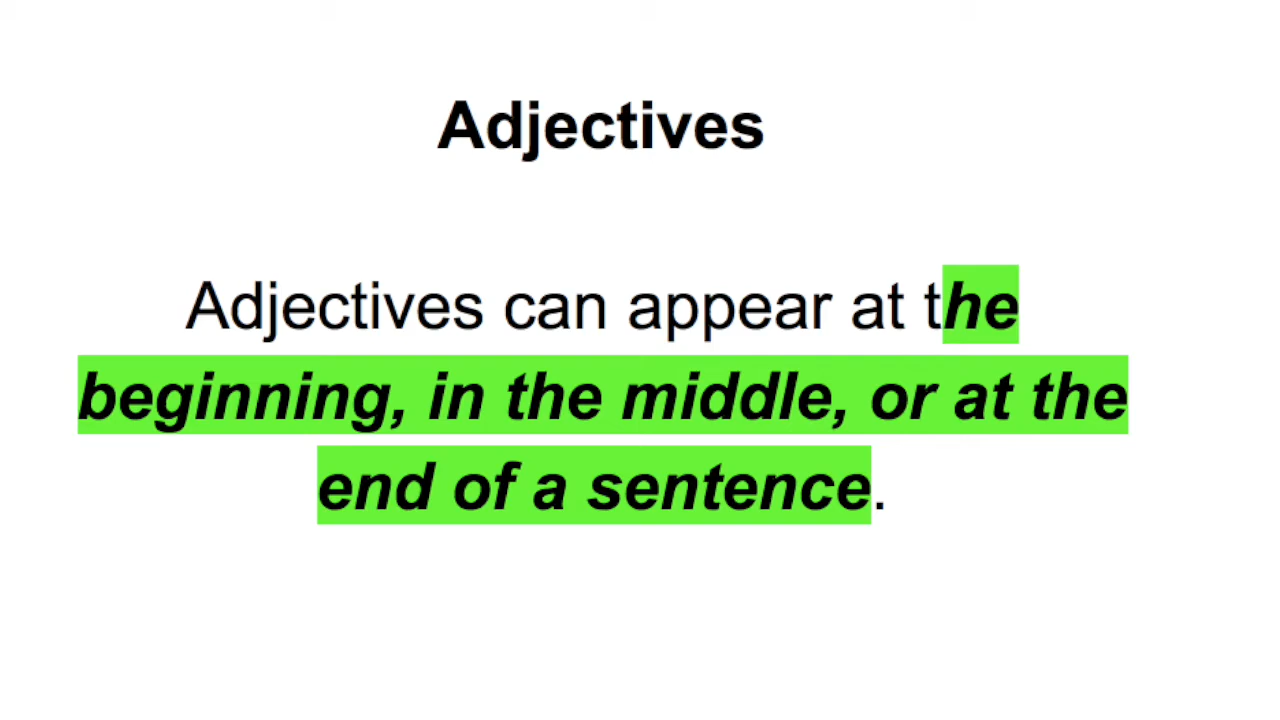 Adjectives
Adjectives can appear at the
beginning, in the middle, or at the
end of a sentence.